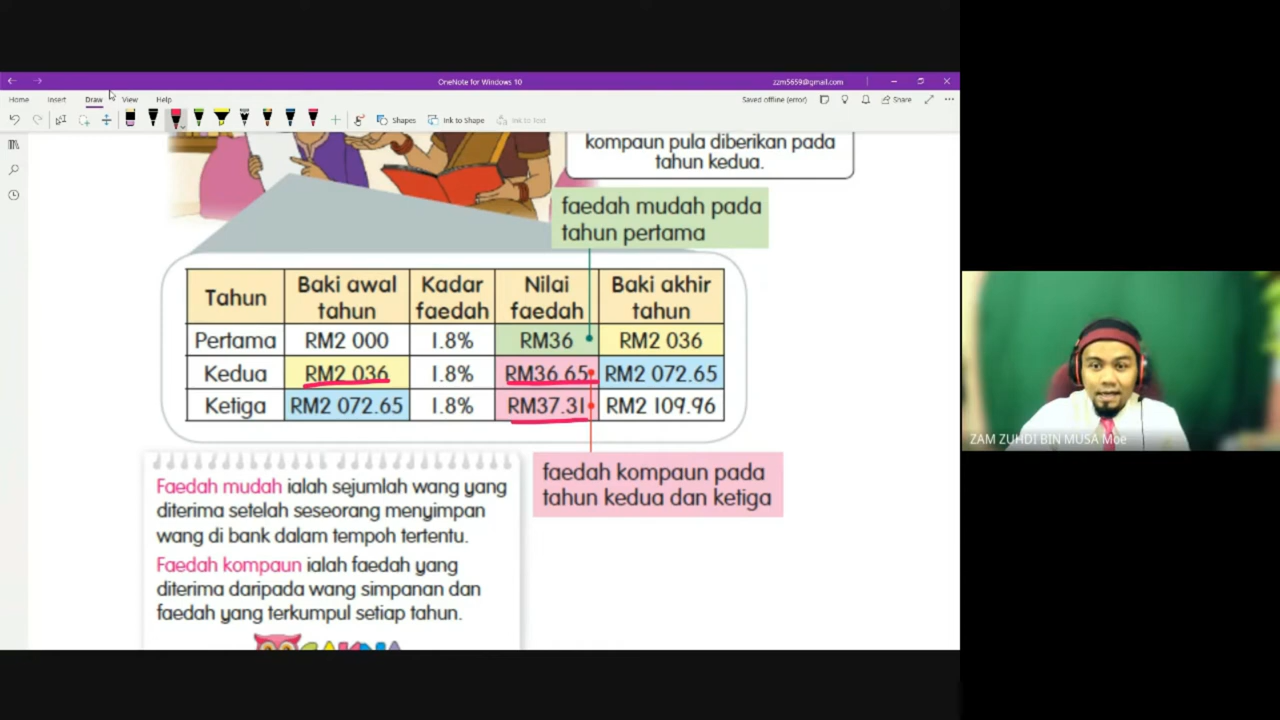 OneNote for Windows 10
zzm5659@gmail.com
Home Insert Draw View Help
Saved offline (error)
Share
Shapes
Ink to Shape
Ink to Text
kompaun pula diberikan pada
tahun kedua.
faedah mudah pada
tahun pertama
Tahun Baki awal tahun Kadar faedah Nilai faedah Baki akhir tahun
Pertama RM2 000 1.8% RM36 RM2 036
Kedua RM2 036 1.8% RM36.65 RM2 072.65
Ketiga RM2 072.65 1.8% RM37.31 RM2 109.96
faedah kompaun pada
tahun kedua dan ketiga
Faedah mudah ialah sejumlah wang yang
diterima setelah seseorang menyimpan
wang di bank dalam tempoh tertentu.
Faedah kompaun ialah faedah yang
diterima daripada wang simpanan dan
faedah yang terkumpul setiap tahun.
ZAM ZUHDI BIN MUSA Moe